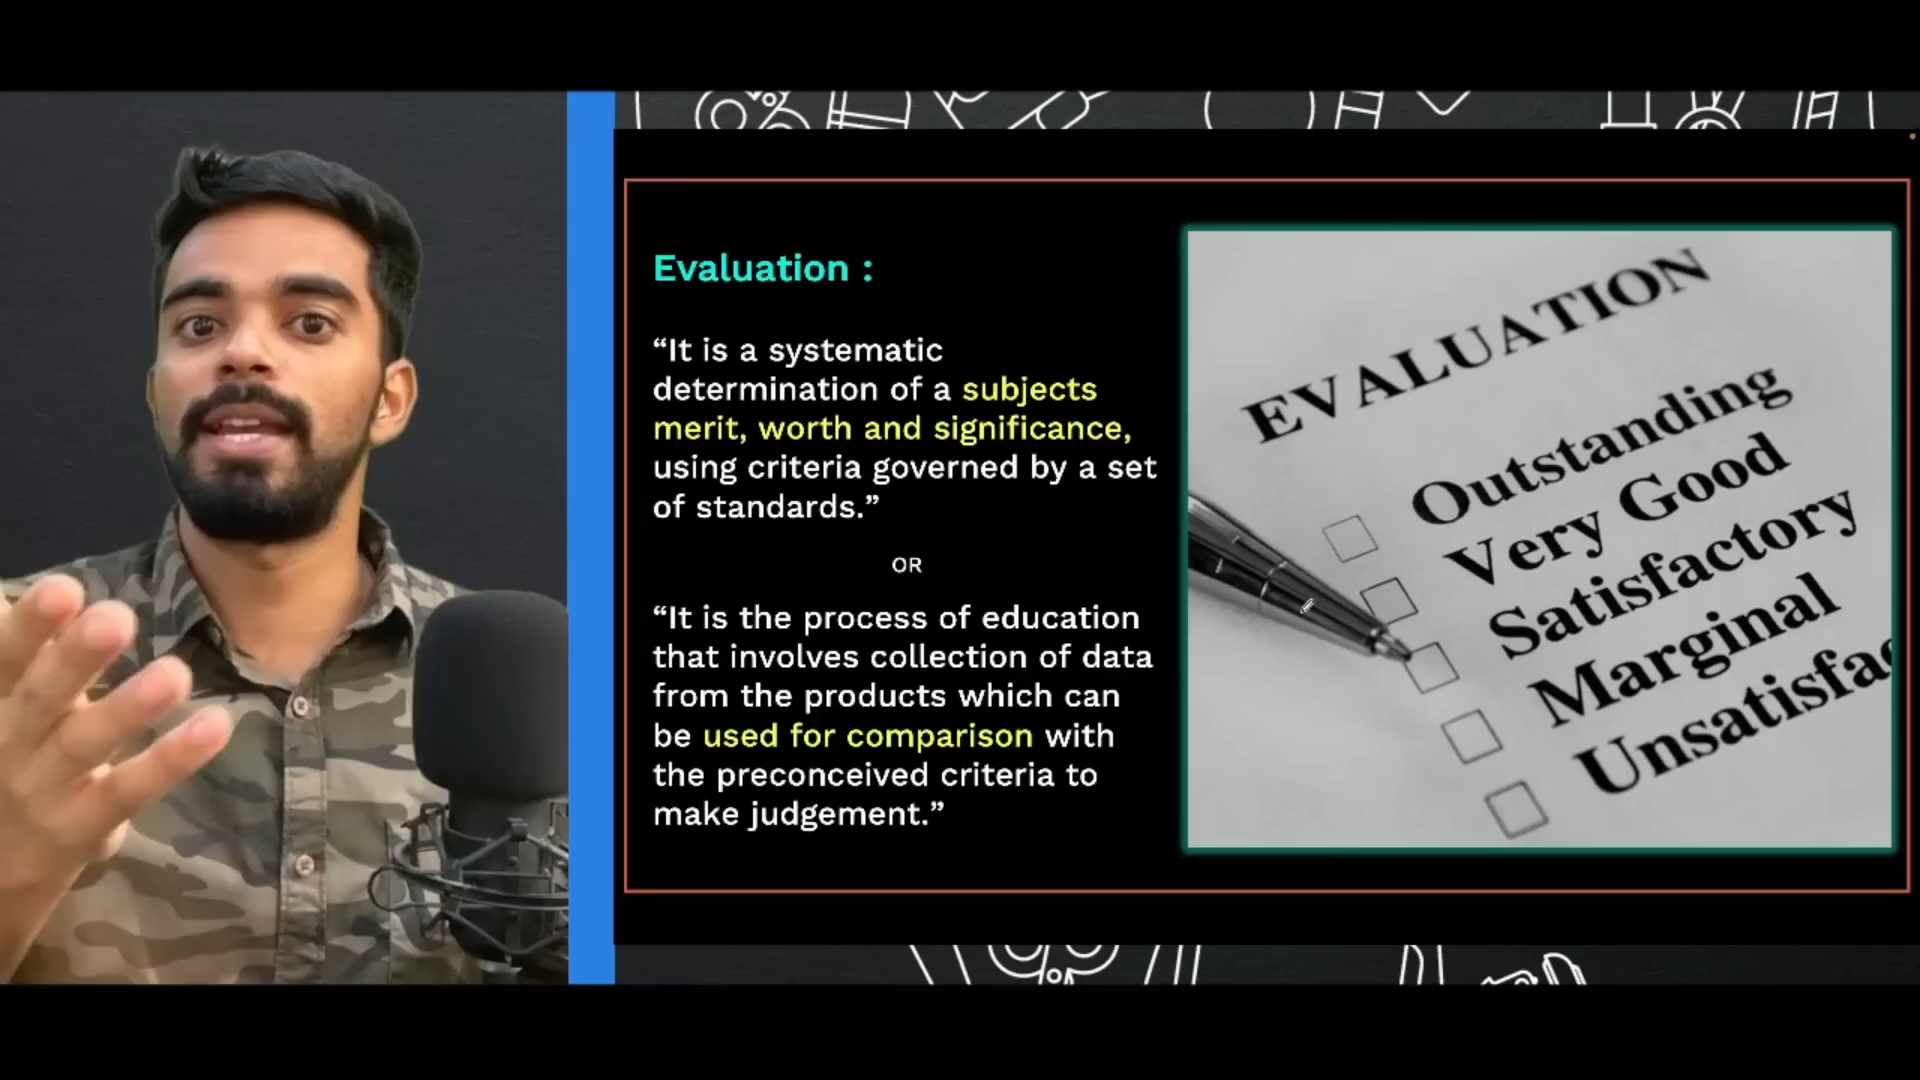 Evaluation :
“It is a systematic
determination of a subjects
merit, worth and significance,
using criteria governed by a set
of standards.”
OR
“It is the process of education
that involves collection of data
from the products which can
be used for comparison with
the preconceived criteria to
make judgement.”
EVALUATION
Outstanding
Very Good
Satisfactory
Marginal
Unsatisfac